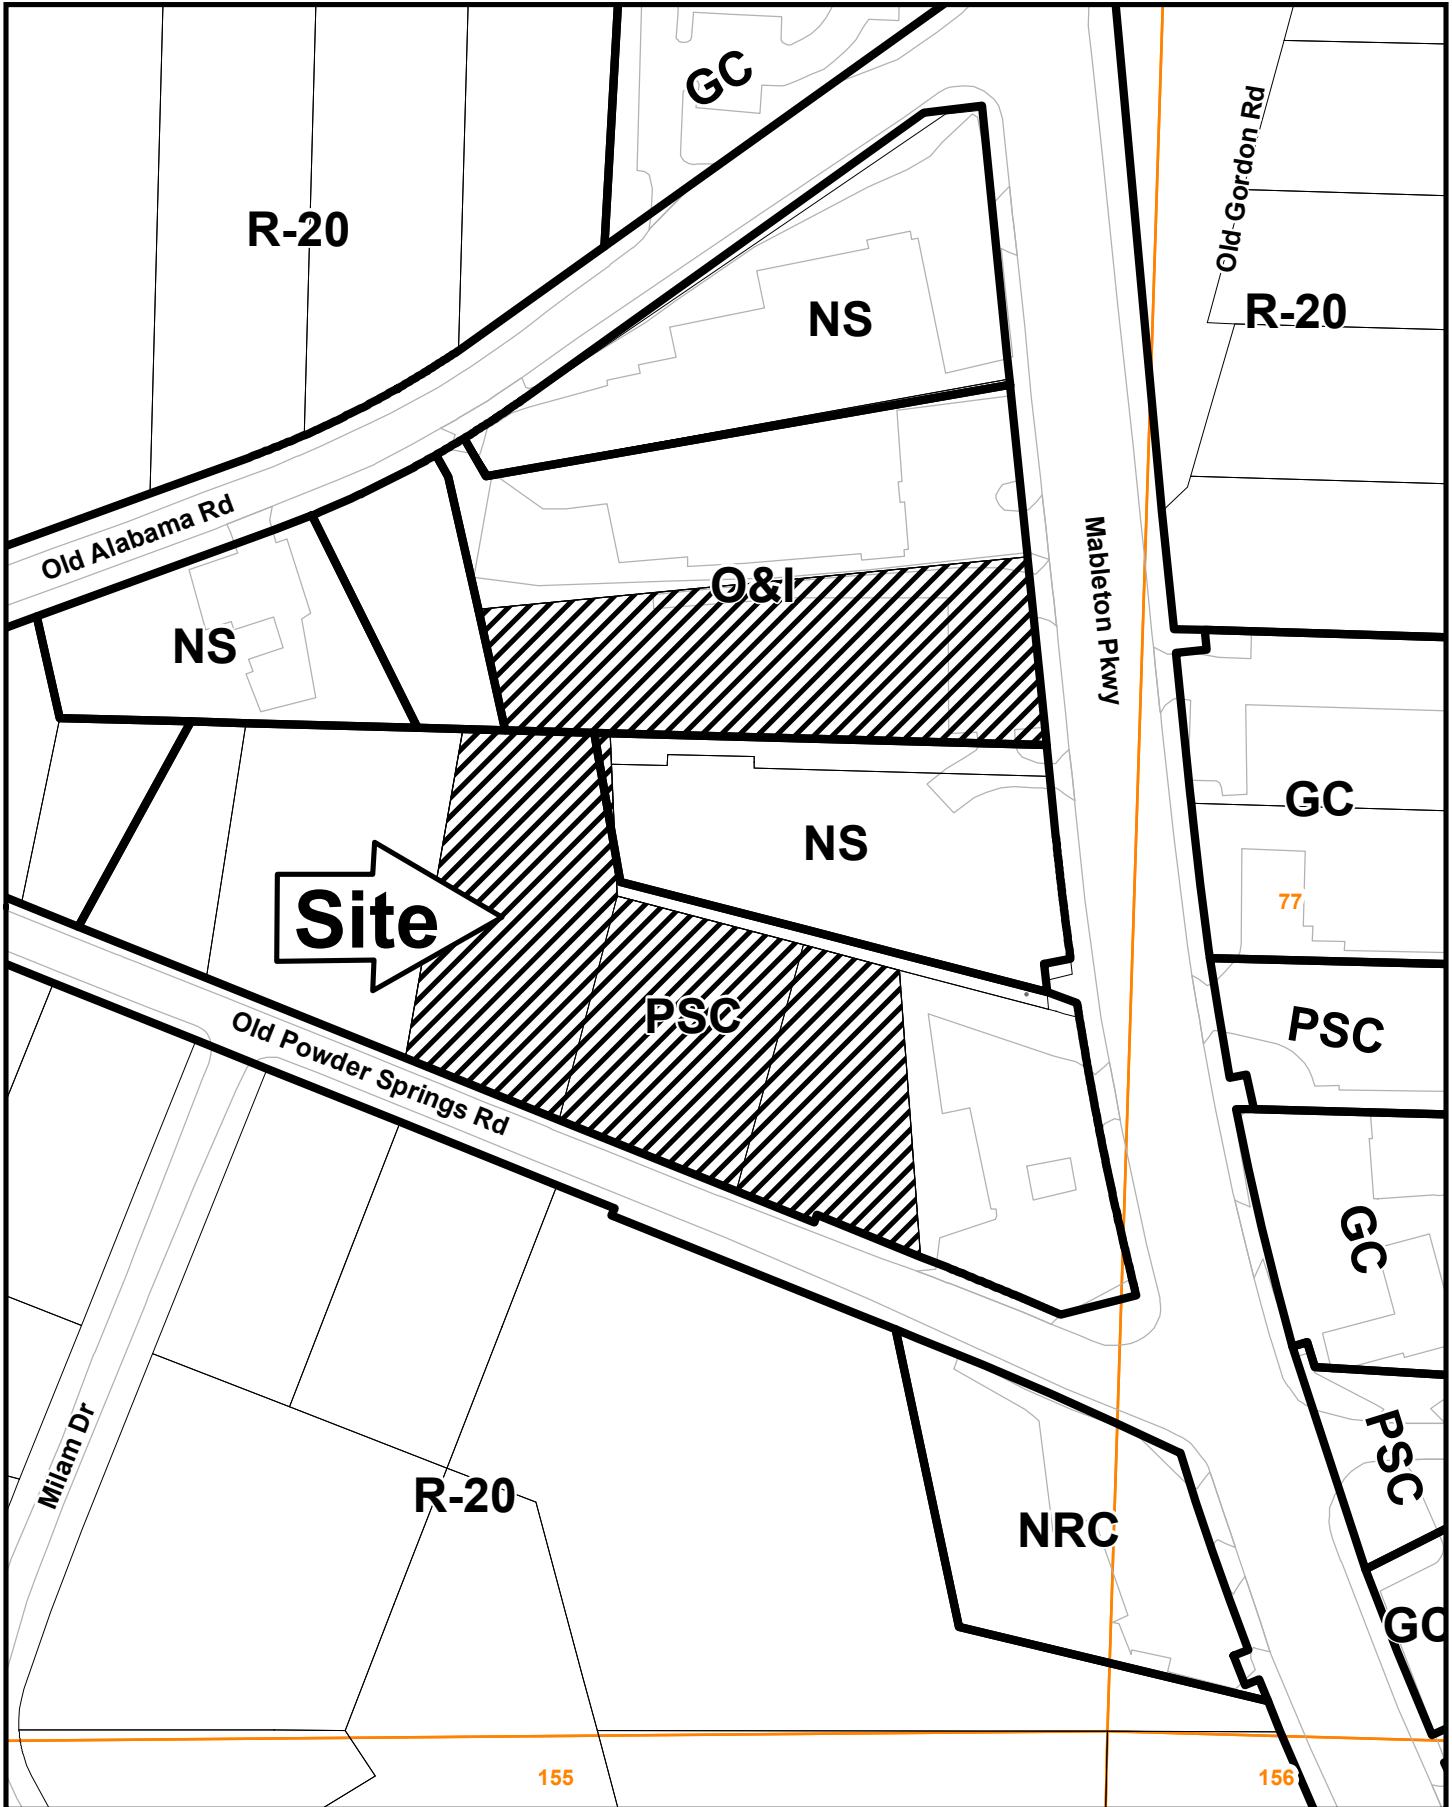 GC
Old Gordon Rd
R-20
R-20
NS
Old Alabama Rd
Mableton Pkwy
O&I
NS
GC
NS
77
Site
PSC
PSC
Old Powder Springs Rd
GC
PSC
Milam Dr
R-20
NRC
GC
155
156